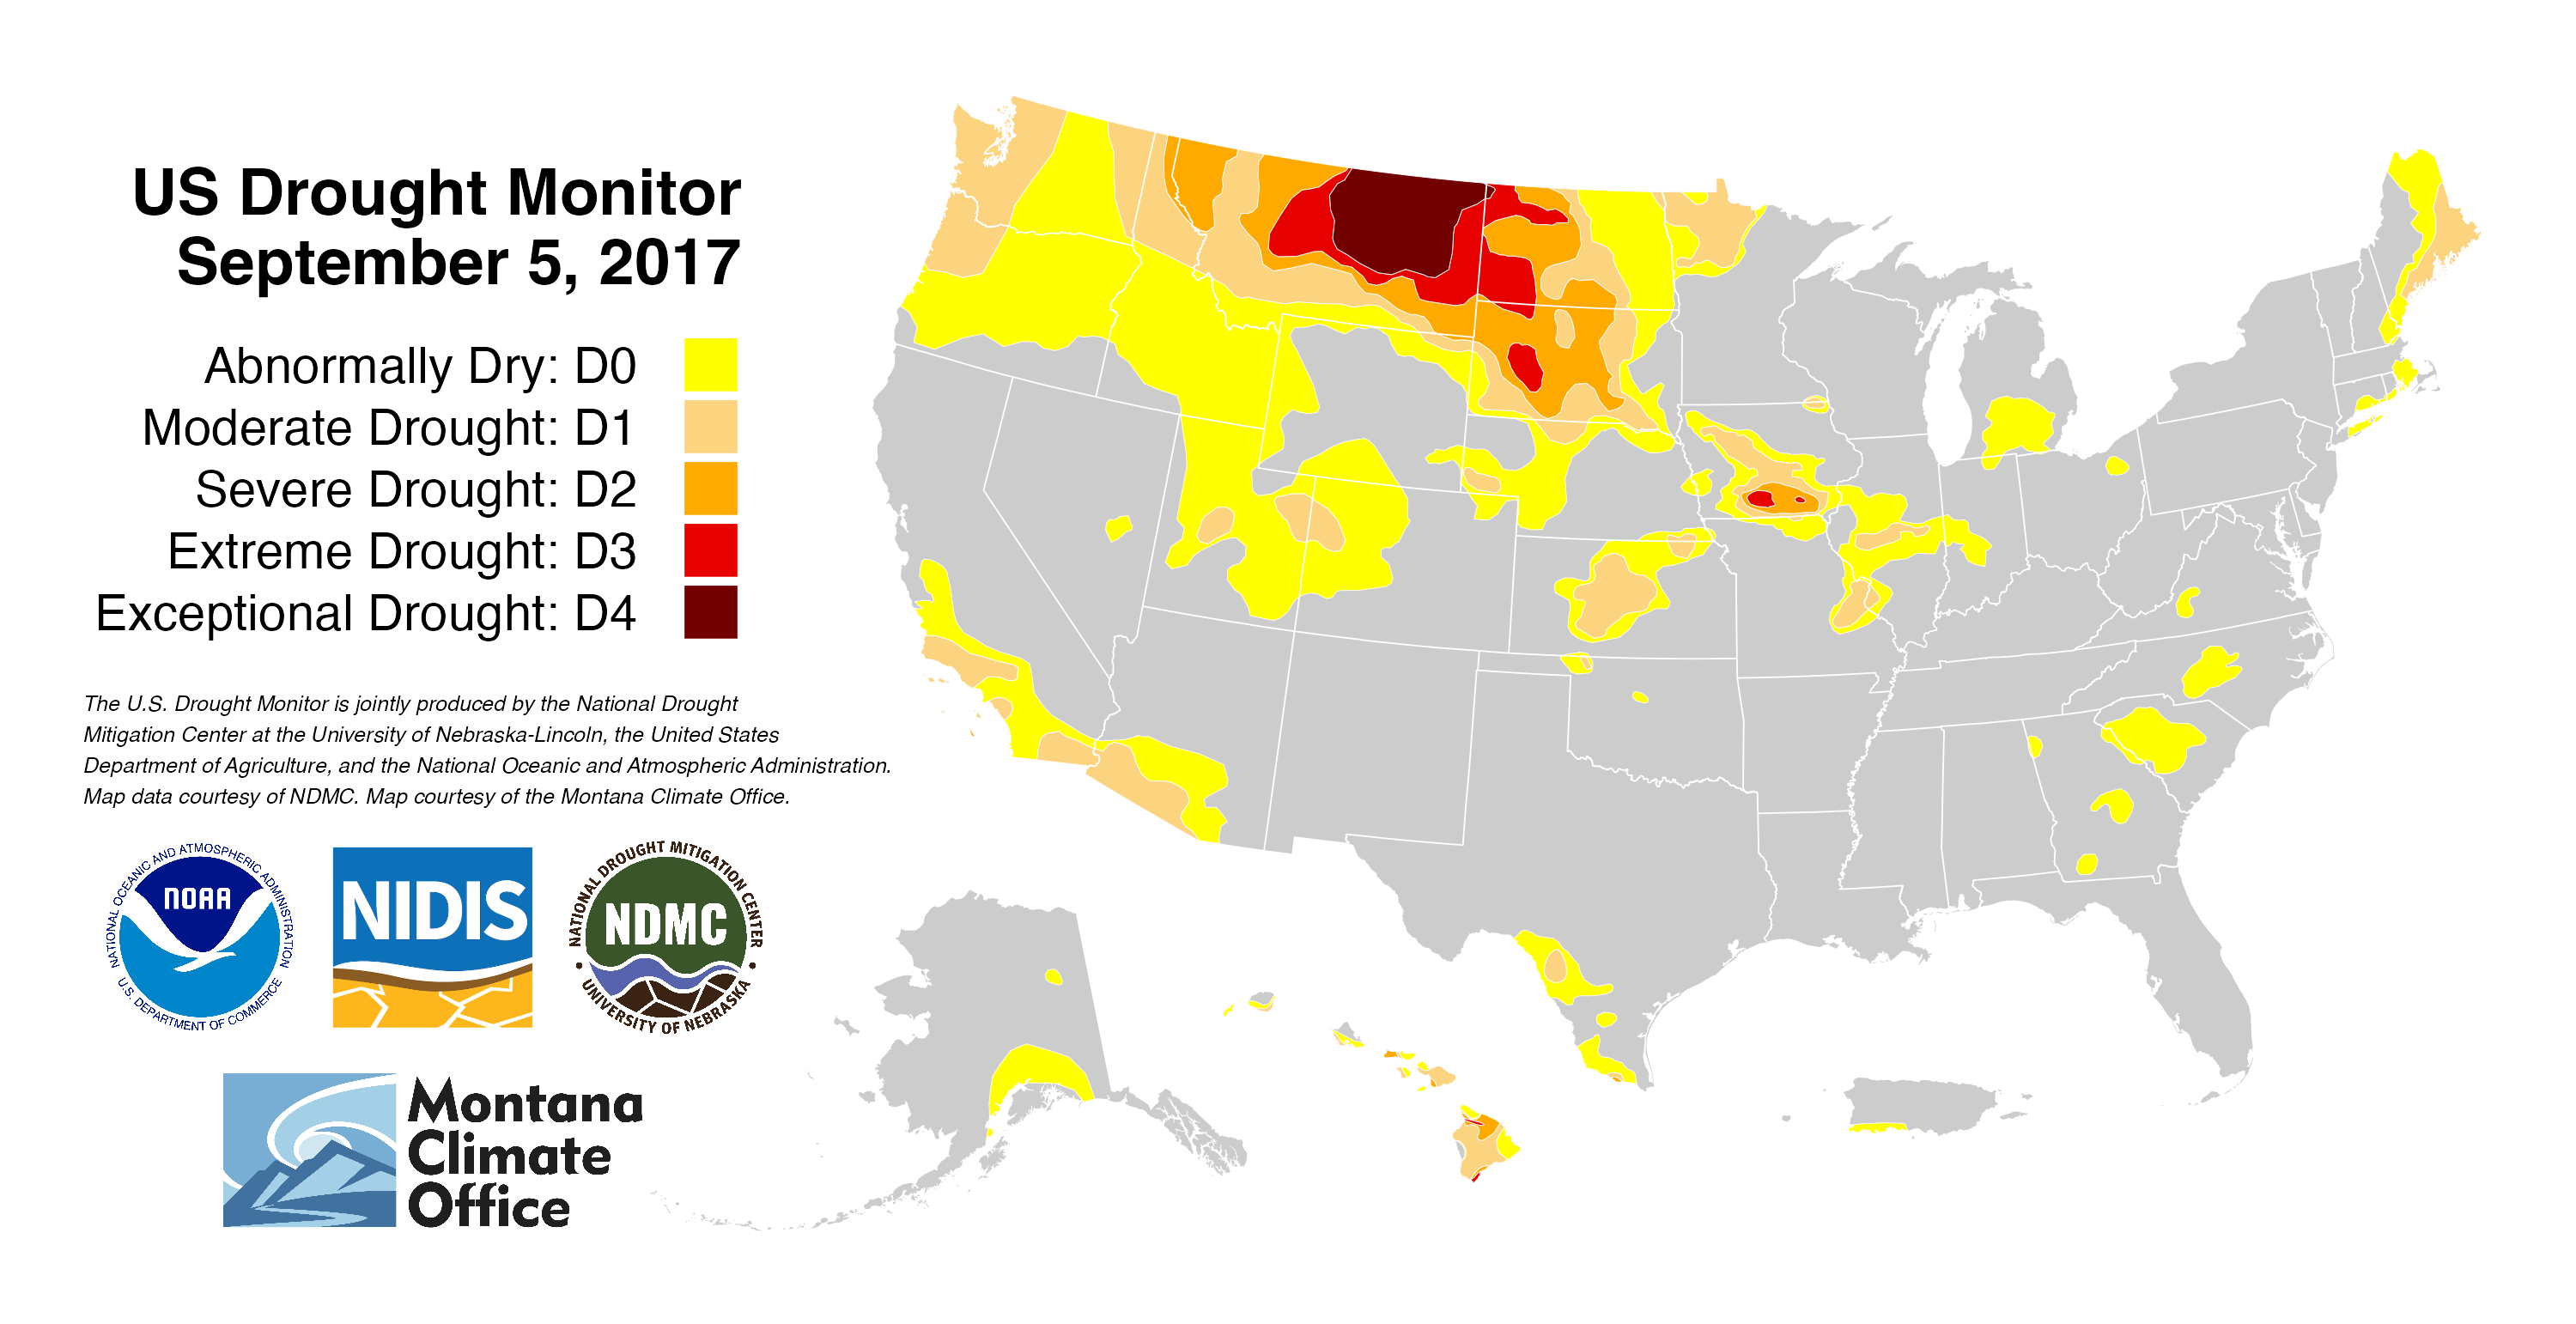 US Drought Monitor
September 5, 2017
Abnormally Dry: D0
Moderate Drought: D1
Severe Drought: D2
Extreme Drought: D3
Exceptional Drought: D4
The U.S. Drought Monitor is jointly produced by the National Drought
Mitigation Center at the University of Nebraska-Lincoln, the United States
Department of Agriculture, and the National Oceanic and Atmospheric Administration.
Map data courtesy of NDMC. Map courtesy of the Montana Climate Office.
NATIONAL OCEANIC AND ATMOSPHERIC ADMINISTRATION
NOAA
U.S. DEPARTMENT OF COMMERCE
NIDIS
NATIONAL DROUGHT MITIGATION CENTER
NDMC
UNIVERSITY OF NEBRASKA
Montana
Climate
Office